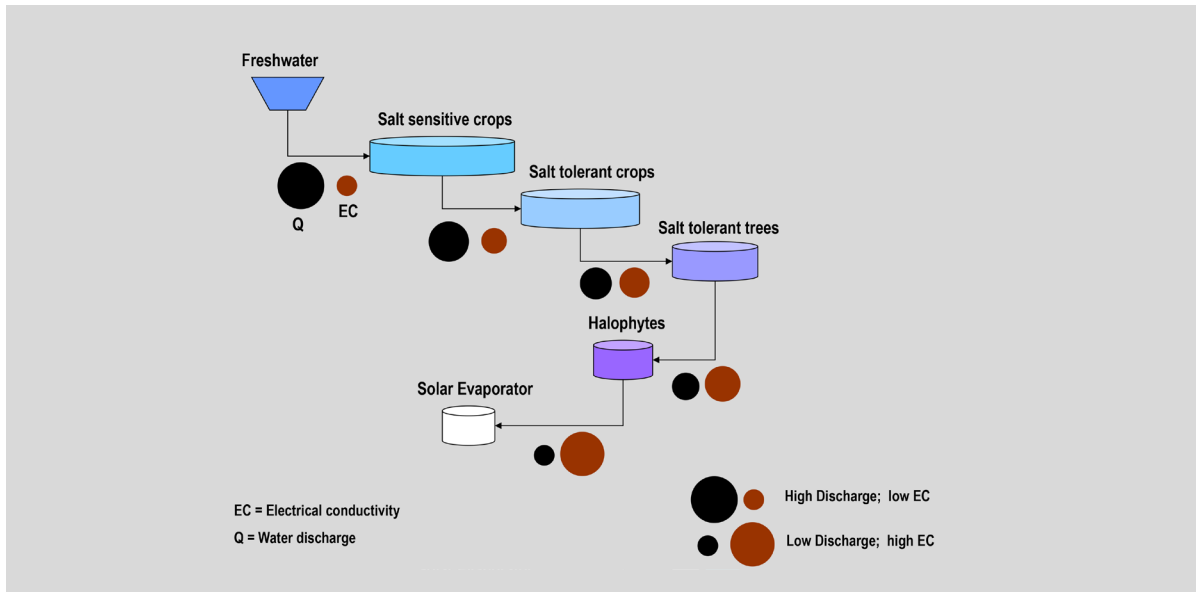 Freshwater
Salt sensitive crops
Salt tolerant crops
EC
Q
Salt tolerant trees
Halophytes
Solar Evaporator
EC = Electrical conductivity
Q = Water discharge
High Discharge;  low EC
Low Discharge;  high EC